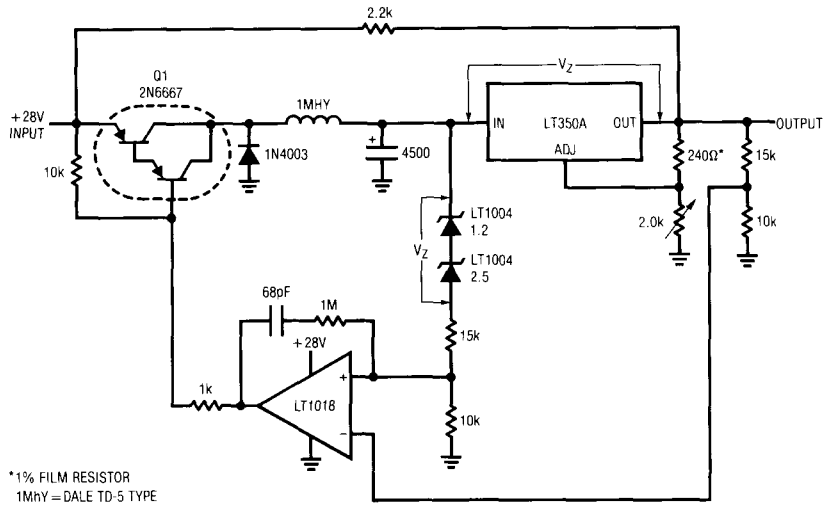 2.2k
Q1
2N6667
+28V
INPUT
10k
1MHY
1N4003
+
4500
VZ
IN
LT350A
OUT
ADJ
OUTPUT
240Ω*
15k
2.0k
10k
VZ
LT1004
1.2
LT1004
2.5
68pF
1M
+28V
15k
1k
+
LT1018
−
10k
*1% FILM RESISTOR
1MhY=DALE TD-5 TYPE